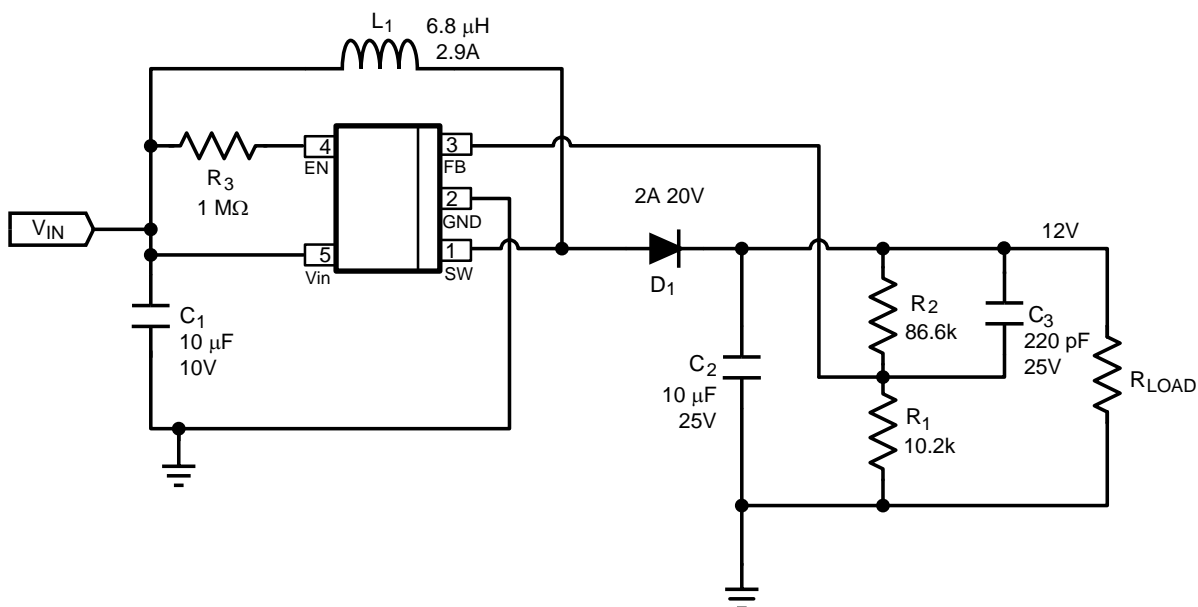 L1
6.8 μH
2.9A
R3
1 MΩ
4
EN
3
FB
2
GND
1
SW
5
Vin
VIN
C1
10 μF
10V
2A 20V
D1
12V
C2
10 μF
25V
R2
86.6k
C3
220 pF
25V
R1
10.2k
RLOAD